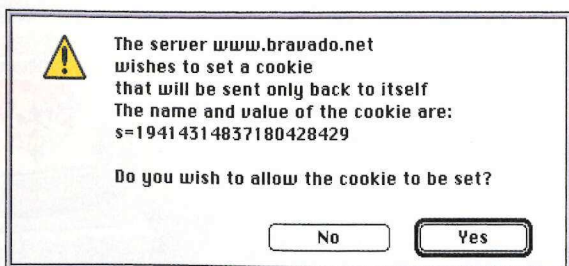 The server www.bravado.net
wishes to set a cookie
that will be sent only back to itself
The name and value of the cookie are:
s=19414314837180428429
Do you wish to allow the cookie to be set?
No
Yes